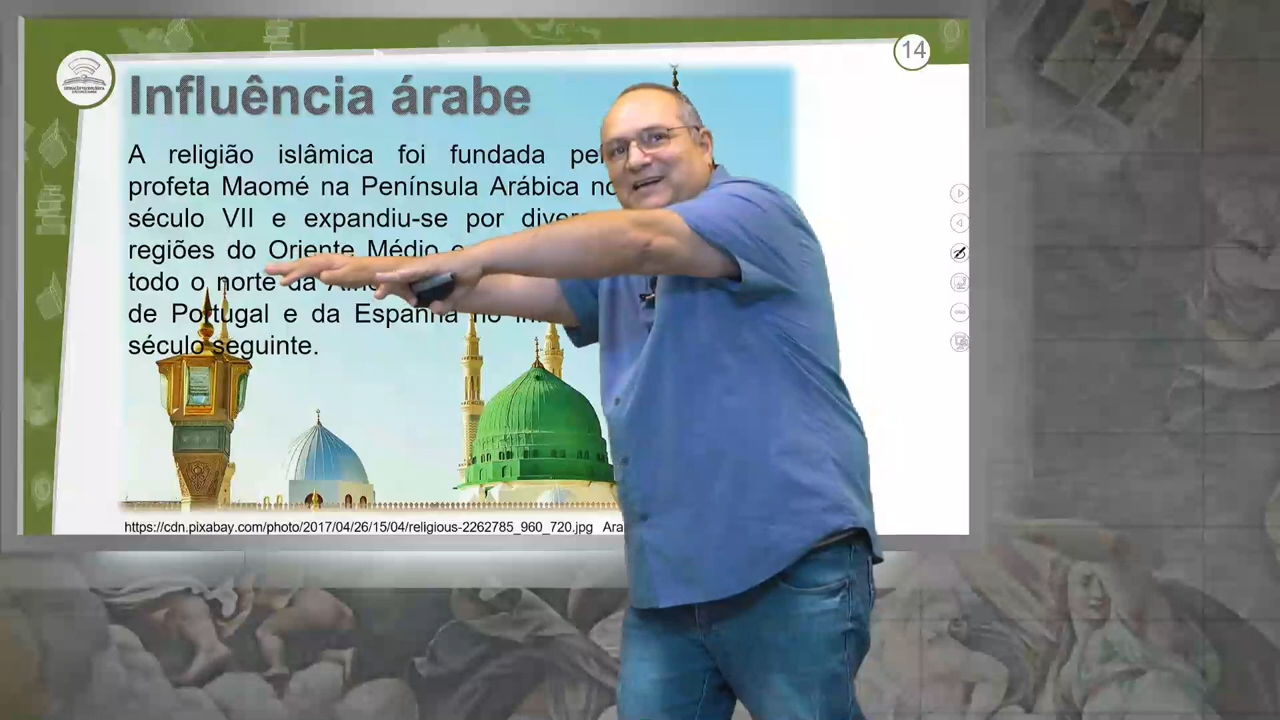 14
Influência árabe
A religião islâmica foi fundada
profeta Maomé na Península Arábica
século VII e expandiu-se por
regiões do Oriente Médio
todo o norte da
de Portugal e da Espanha no
século seguinte.
https://cdn.pixabay.com/photo/2017/04/26/15/04/religious-2262785_960_720.jpg